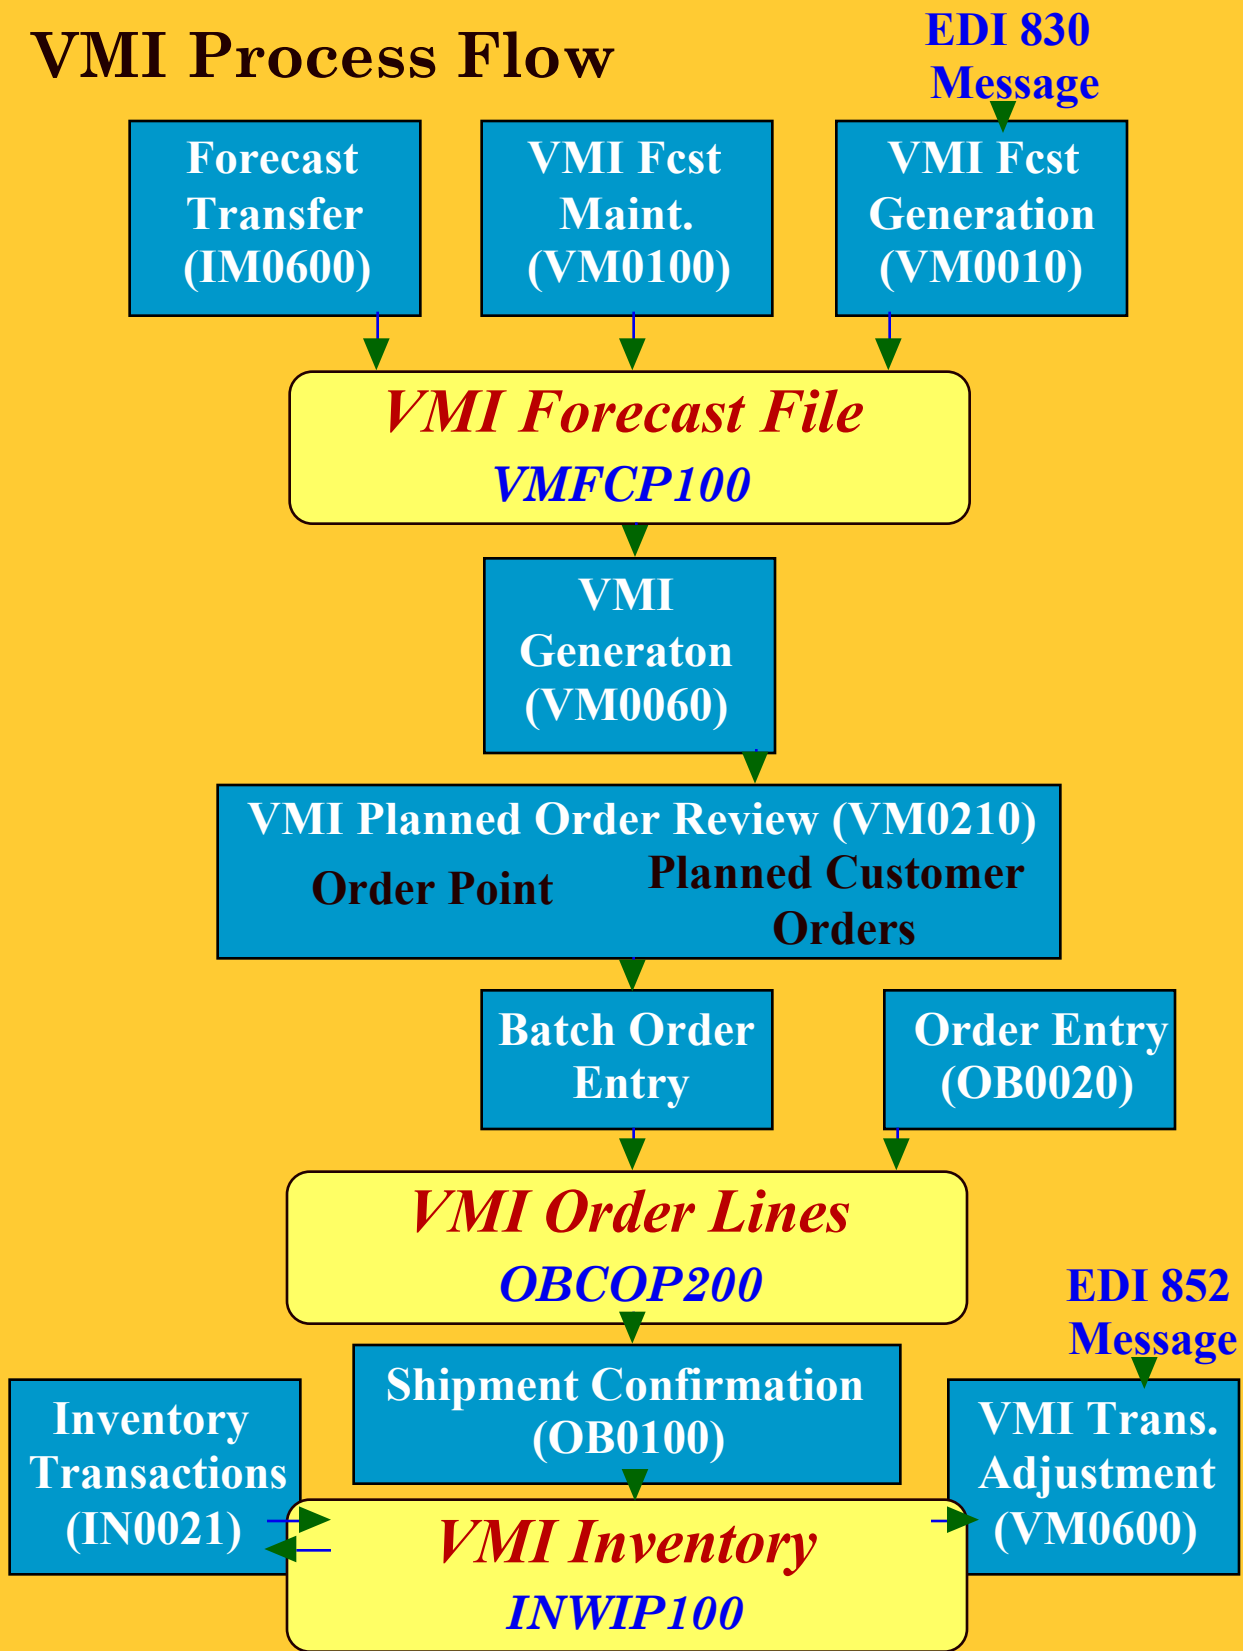 VMI Process Flow
EDI 830
Message
Forecast
Transfer
(IM0600)
VMI Fcst
Maint.
(VM0100)
VMI Fcst
Generation
(VM0010)
VMI Forecast File
VMFCP100
VMI
Generaton
(VM0060)
VMI Planned Order Review (VM0210)
Order Point
Planned Customer
Orders
Batch Order
Entry
Order Entry
(OB0020)
VMI Order Lines
OBCOP200
EDI 852
Message
Shipment Confirmation
(OB0100)
Inventory
Transactions
(IN0021)
VMI Trans.
Adjustment
(VM0600)
VMI Inventory
INWIP100